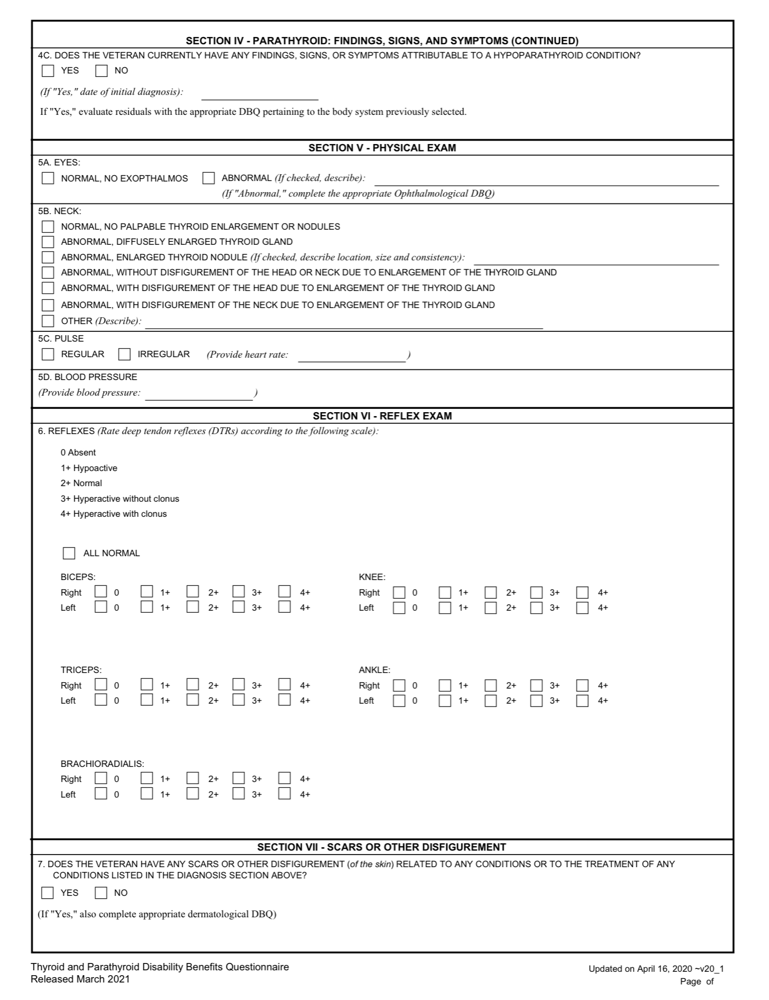 SECTION IV - PARATHYROID: FINDINGS, SIGNS, AND SYMPTOMS (CONTINUED)
4C. DOES THE VETERAN CURRENTLY HAVE ANY FINDINGS, SIGNS, OR SYMPTOMS ATTRIBUTABLE TO A HYPOPARATHYROID CONDITION?
YES NO
(If "Yes," date of initial diagnosis):
If "Yes," evaluate residuals with the appropriate DBQ pertaining to the body system previously selected.
SECTION V - PHYSICAL EXAM
5A. EYES:
NORMAL, NO EXOPTHALMOS ABNORMAL (If checked, describe):
(If "Abnormal," complete the appropriate Ophthalmological DBQ)
5B. NECK:
NORMAL, NO PALPABLE THYROID ENLARGEMENT OR NODULES
ABNORMAL, DIFFUSELY ENLARGED THYROID GLAND
ABNORMAL, ENLARGED THYROID NODULE (If checked, describe location, size and consistency):
ABNORMAL, WITHOUT DISFIGUREMENT OF THE HEAD OR NECK DUE TO ENLARGEMENT OF THE THYROID GLAND
ABNORMAL, WITH DISFIGUREMENT OF THE HEAD DUE TO ENLARGEMENT OF THE THYROID GLAND
ABNORMAL, WITH DISFIGUREMENT OF THE NECK DUE TO ENLARGEMENT OF THE THYROID GLAND
OTHER (Describe):
5C. PULSE
REGULAR IRREGULAR (Provide heart rate: )
5D. BLOOD PRESSURE
(Provide blood pressure: )
SECTION VI - REFLEX EXAM
6. REFLEXES (Rate deep tendon reflexes (DTRs) according to the following scale):
0 Absent
1+ Hypoactive
2+ Normal
3+ Hyperactive without clonus
4+ Hyperactive with clonus
ALL NORMAL
BICEPS: KNEE:
Right 0 1+ 2+ 3+ 4+ Right 0 1+ 2+ 3+ 4+
Left 0 1+ 2+ 3+ 4+ Left 0 1+ 2+ 3+ 4+
TRICEPS: ANKLE:
Right 0 1+ 2+ 3+ 4+ Right 0 1+ 2+ 3+ 4+
Left 0 1+ 2+ 3+ 4+ Left 0 1+ 2+ 3+ 4+
BRACHIORADIALIS:
Right 0 1+ 2+ 3+ 4+
Left 0 1+ 2+ 3+ 4+
SECTION VII - SCARS OR OTHER DISFIGUREMENT
7. DOES THE VETERAN HAVE ANY SCARS OR OTHER DISFIGUREMENT (of the skin) RELATED TO ANY CONDITIONS OR TO THE TREATMENT OF ANY
CONDITIONS LISTED IN THE DIAGNOSIS SECTION ABOVE?
YES NO
(If "Yes," also complete appropriate dermatological DBQ)
Thyroid and Parathyroid Disability Benefits Questionnaire
Released March 2021
Updated on April 16, 2020 ~v20_1
Page of